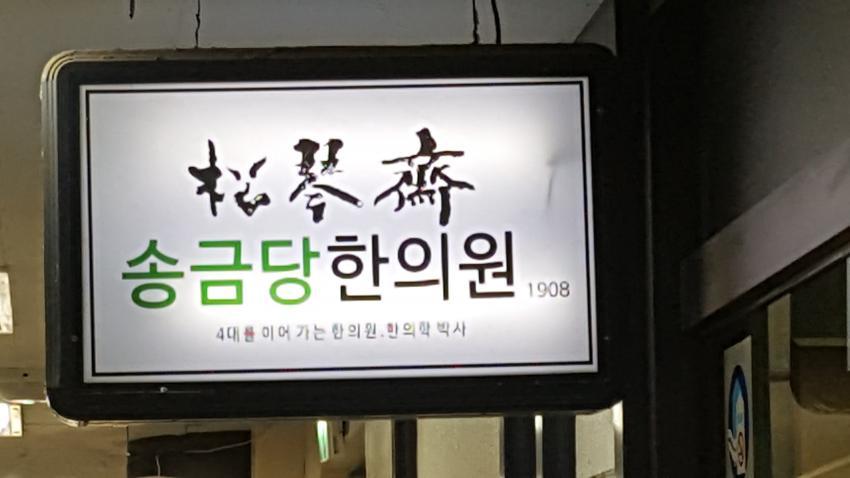 松琴齋
송금당한의원 1908
4대를 이어 가는 한의원.한의학 박사